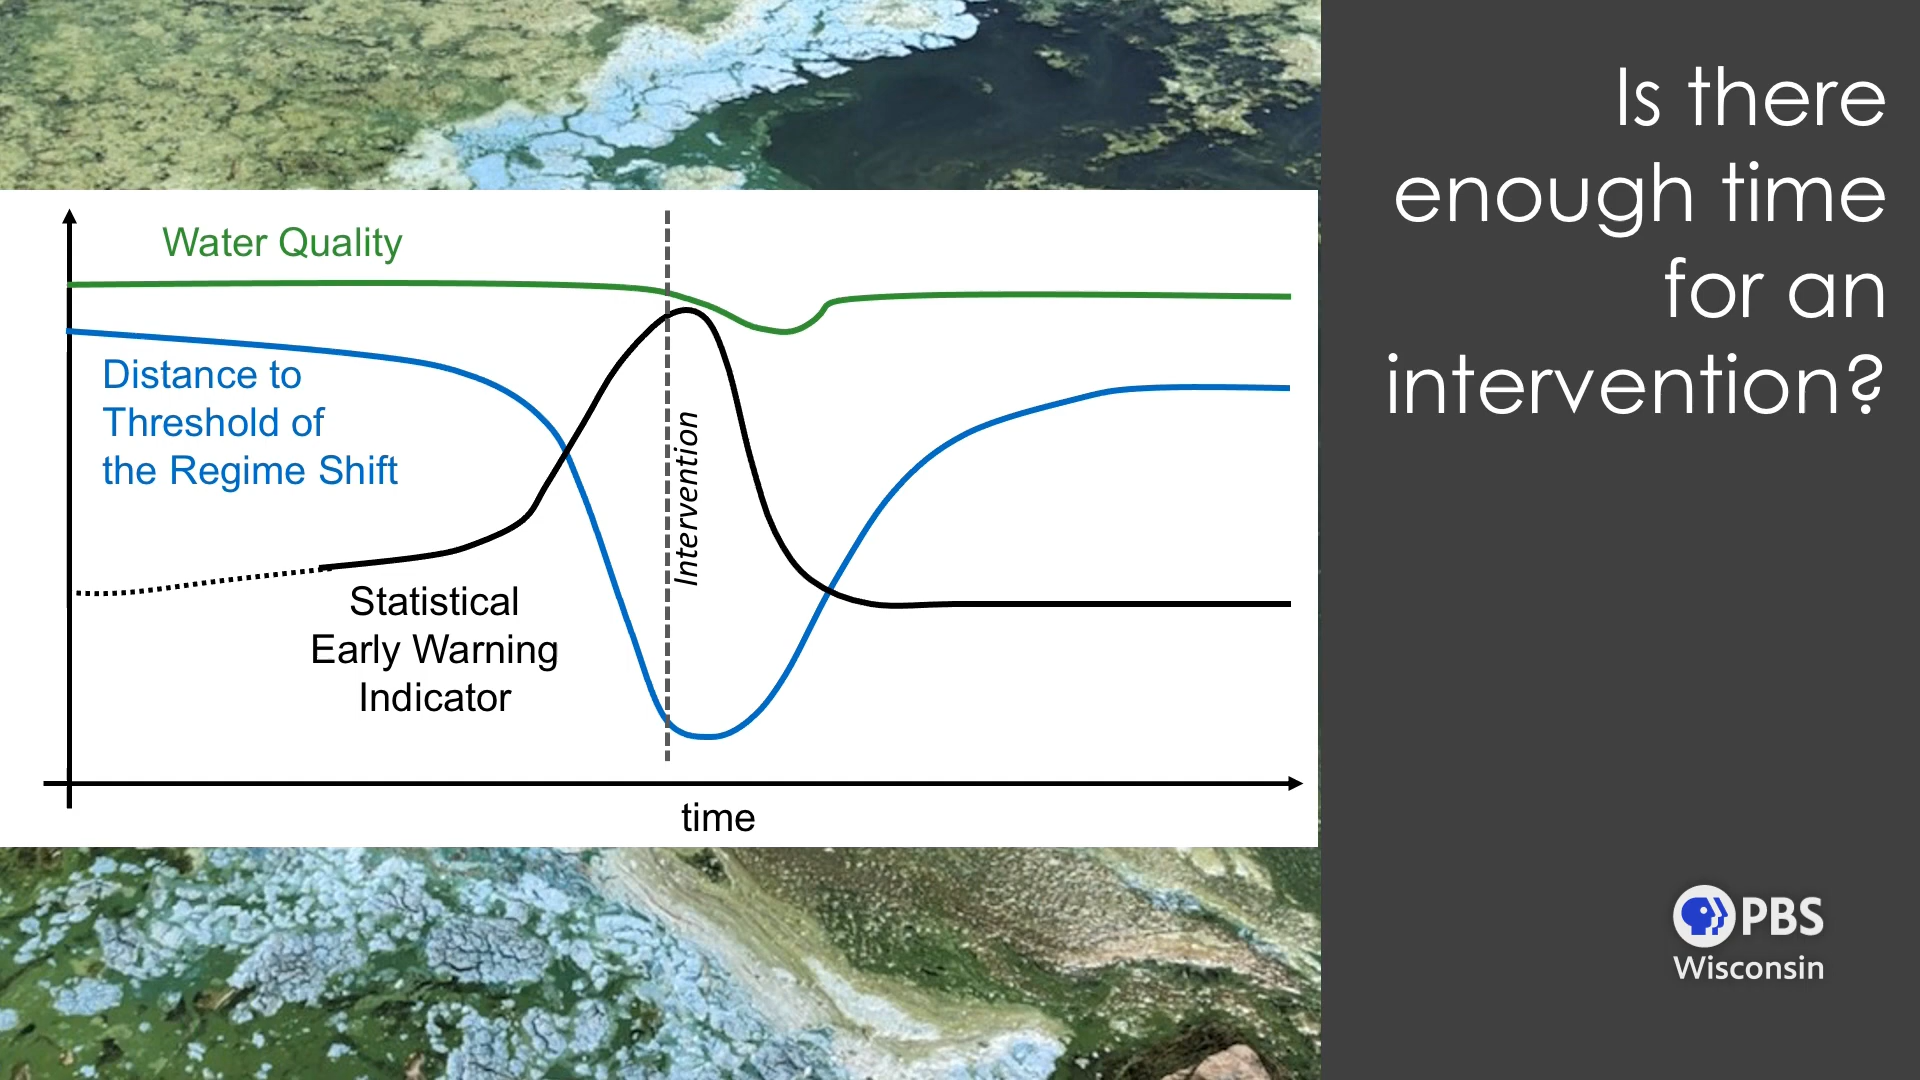 Is there
enough time
for an
intervention?
Water Quality
Distance to
Threshold of
the Regime Shift
Intervention
Statistical
Early Warning
Indicator
time
PBS
Wisconsin